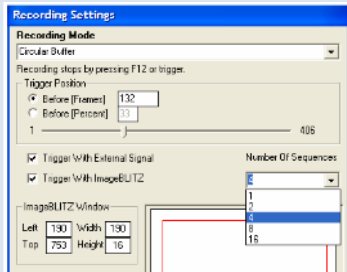 Recording Settings
Recording Mode
Circular Buffer
Recording stops by pressing F12 or trigger.
Trigger Position
Before [Frames] 132
Before [Percent] 33
1 406
Trigger With External Signal Number Of Sequences
Trigger With ImageBLITZ 4
1
2
4
8
16
ImageBLITZ Window
Left 190 Width 190
Top 753 Height 16